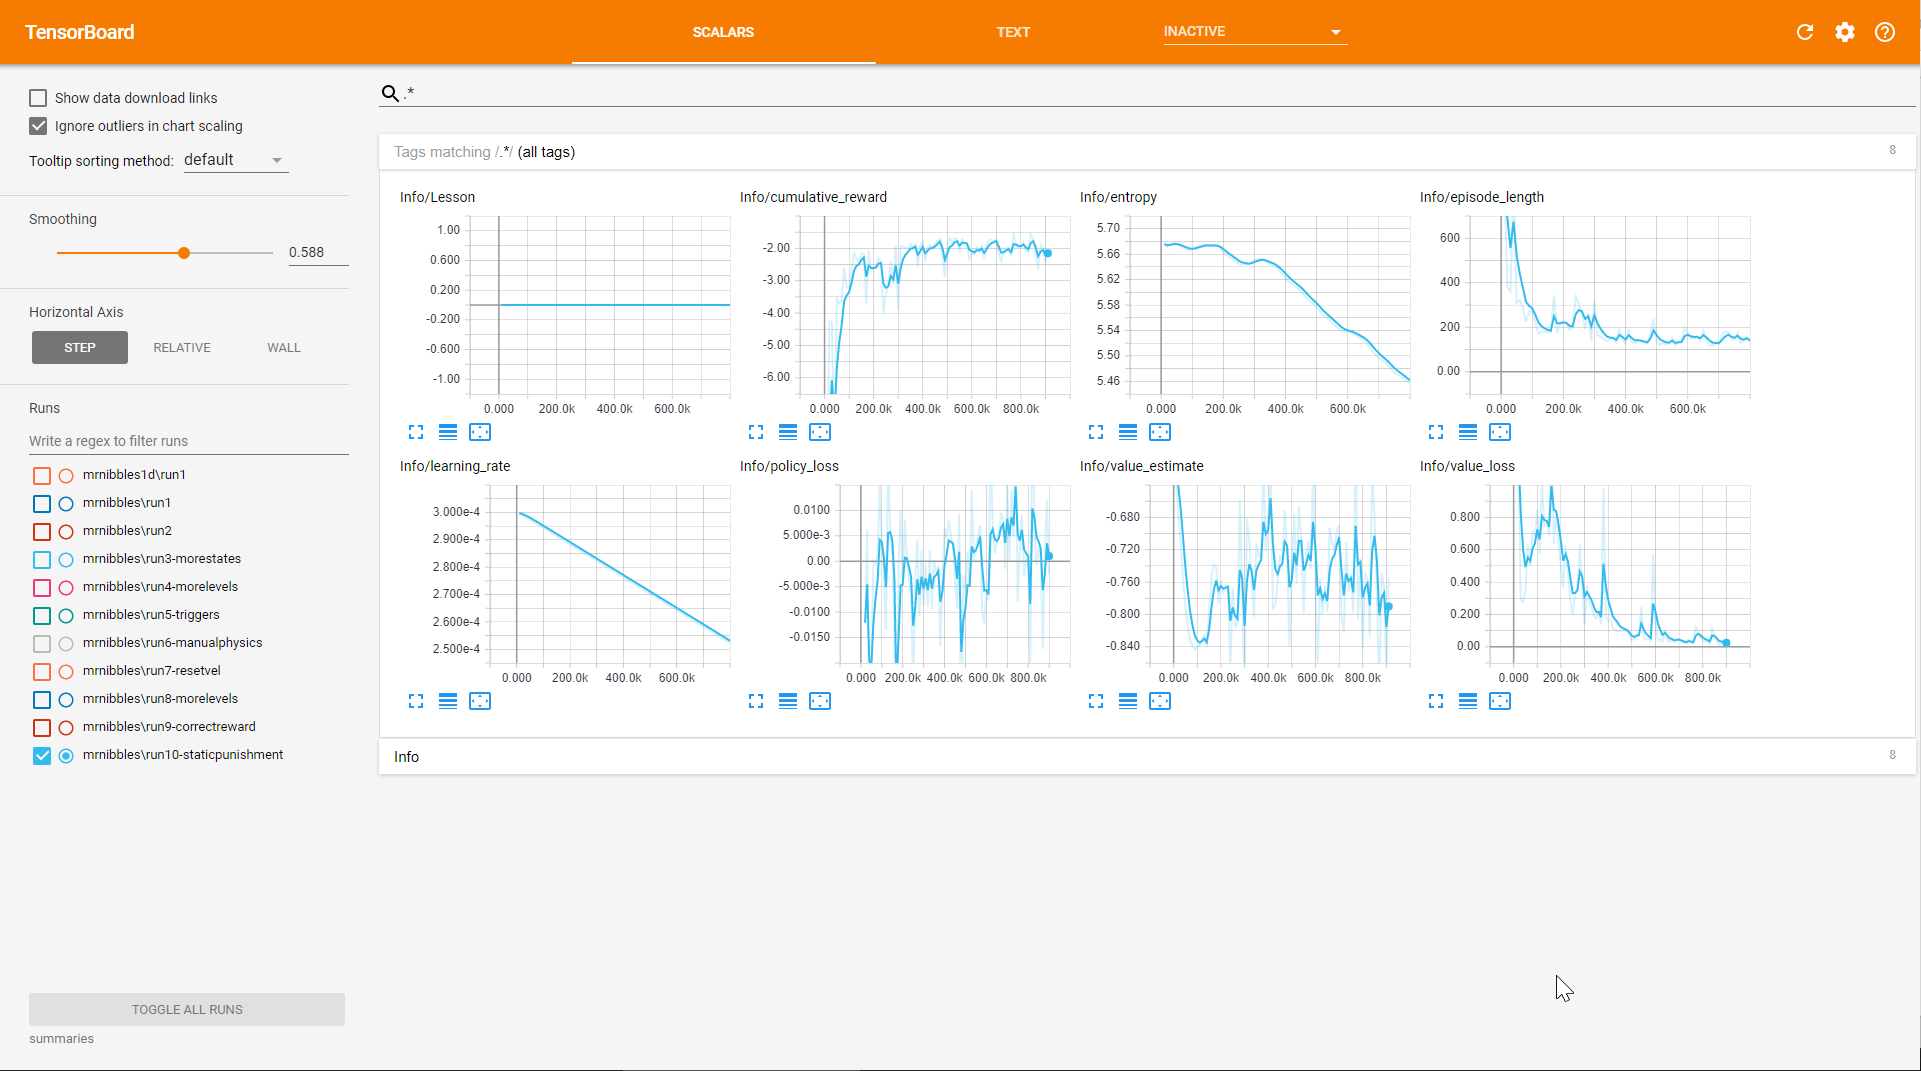 TensorBoard
SCALARS
TEXT
INACTIVE
Show data download links
Ignore outliers in chart scaling
Tooltip sorting method: default
Smoothing
0.588
Horizontal Axis
STEP RELATIVE WALL
Runs
Write a regex to filter runs
mrnibbles1d\run1
mrnibbles\run1
mrnibbles\run2
mrnibbles\run3-morestates
mrnibbles\run4-morelevels
mrnibbles\run5-triggers
mrnibbles\run6-manualphysics
mrnibbles\run7-resetvel
mrnibbles\run8-morelevels
mrnibbles\run9-correctreward
mrnibbles\run10-staticpunishment
TOGGLE ALL RUNS
summaries
.*
Tags matching /.*/ (all tags) 8
Info/Lesson
1.00
0.600
0.200
-0.200
-0.600
-1.00
0.000 200.0k 400.0k 600.0k
Info/cumulative_reward
-2.00
-3.00
-4.00
-5.00
-6.00
0.000 200.0k 400.0k 600.0k 800.0k
Info/entropy
5.70
5.66
5.62
5.58
5.54
5.50
5.46
0.000 200.0k 400.0k 600.0k
Info/episode_length
600
400
200
0.00
0.000 200.0k 400.0k 600.0k
Info/learning_rate
3.000e-4
2.900e-4
2.800e-4
2.700e-4
2.600e-4
2.500e-4
0.000 200.0k 400.0k 600.0k
Info/policy_loss
0.0100
5.000e-3
0.00
-5.000e-3
-0.0100
-0.0150
0.000 200.0k 400.0k 600.0k 800.0k
Info/value_estimate
-0.680
-0.720
-0.760
-0.800
-0.840
0.000 200.0k 400.0k 600.0k 800.0k
Info/value_loss
0.800
0.600
0.400
0.200
0.00
0.000 200.0k 400.0k 600.0k 800.0k
Info 8